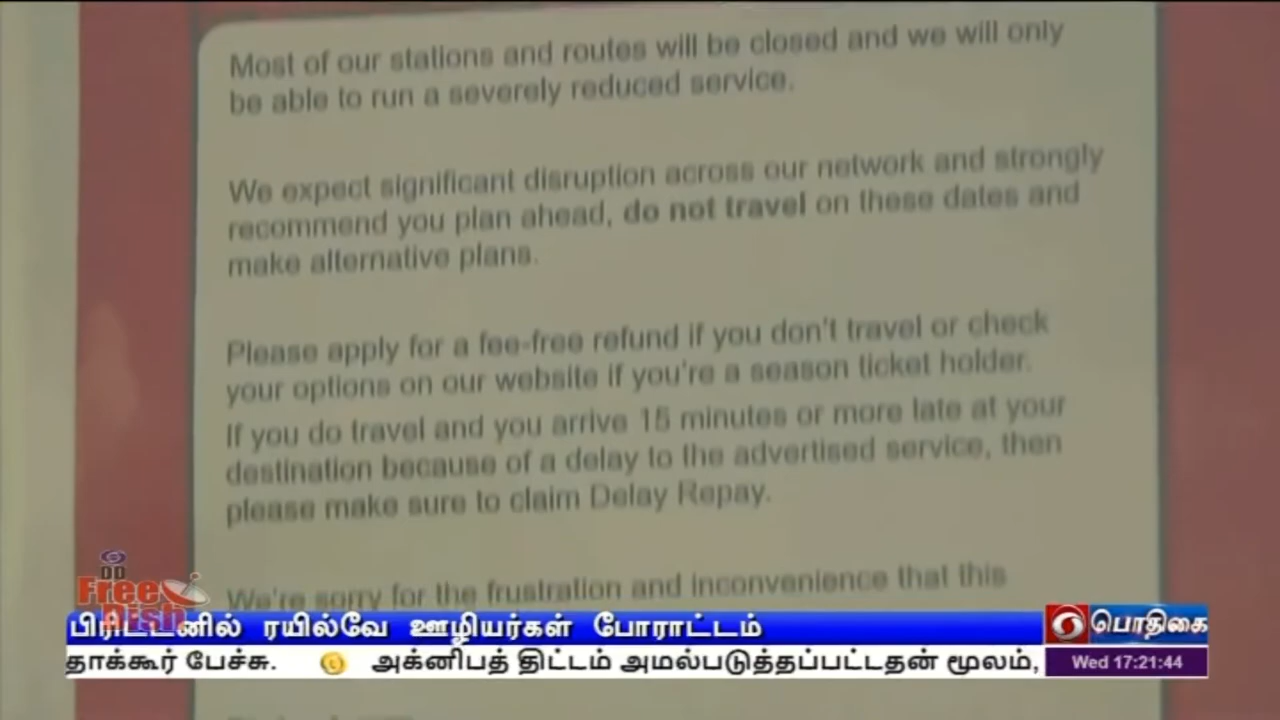 Most of our stations and routes will be closed and we will only
be able to run a severely reduced service.
We expect significant disruption across our network and strongly
recommend you plan ahead, do not travel on these dates and
make alternative plans.
Please apply for a fee-free refund if you don't travel or check
your options on our website if you're a season ticket holder.
If you do travel and you arrive 15 minutes or more late at your
destination because of a delay to the advertised service, then
please make sure to claim Delay Repay.
We're sorry for the frustration and inconvenience that this
DD
Free
Dish
பிரிட்டனில் ரயில்வே ஊழியர்கள் போராட்டம்
பொதிகை
தாக்கூர் பேச்சு. அக்னிபத் திட்டம் அமல்படுத்தப்பட்டதன் மூலம்,
Wed 17:21:44